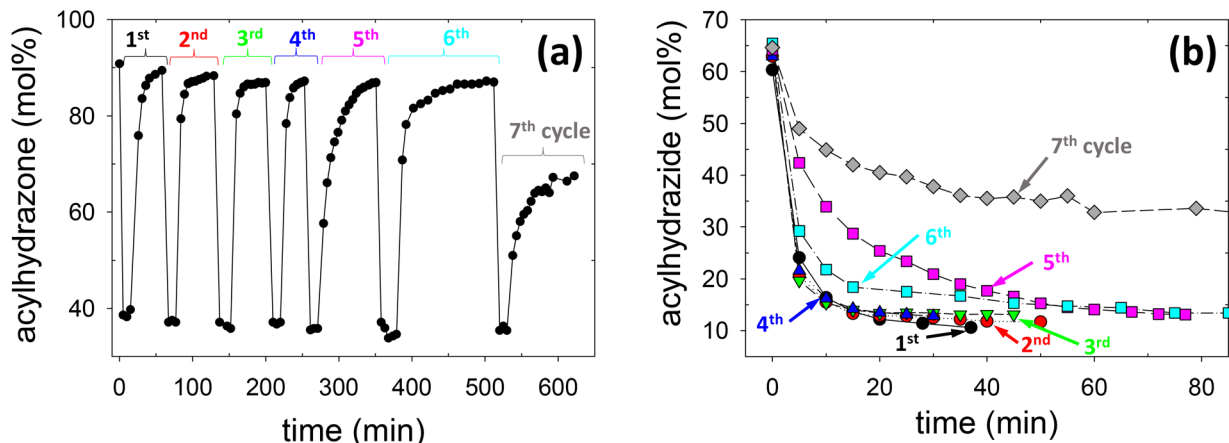 (a)
1st 2nd 3rd 4th 5th 6th
7th cycle
acylhydrazone (mol%)
100
80
60
40
0 100 200 300 400 500 600
time (min)
(b)
7th cycle
6th
5th
4th
3rd
2nd
1st
acylhydrazide (mol%)
70
60
50
40
30
20
10
0 20 40 60 80
time (min)